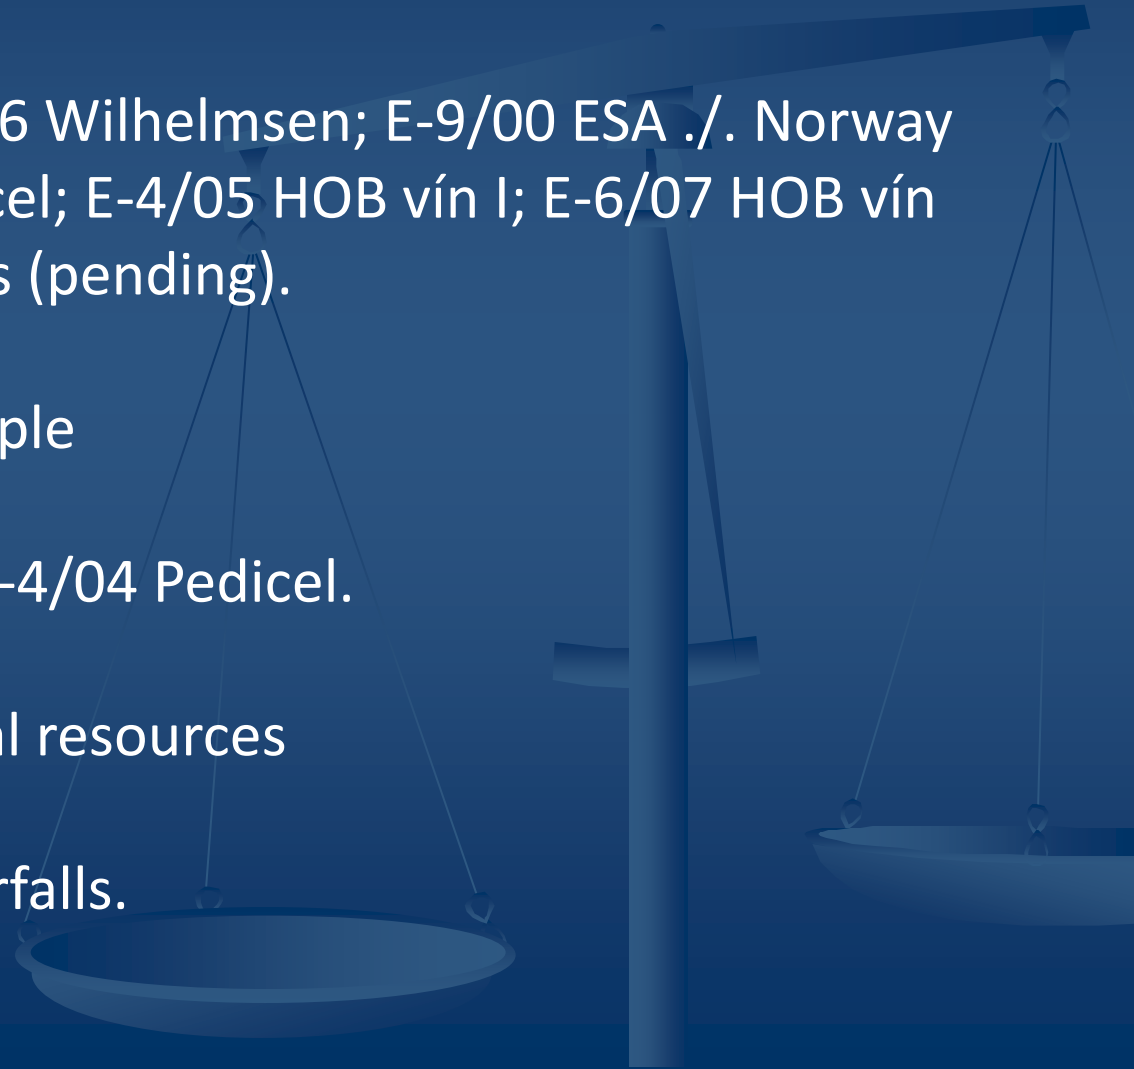 6 Wilhelmsen; E-9/00 ESA ./. Norway
cel; E-4/05 HOB vín I; E-6/07 HOB vín
s (pending).
ple
-4/04 Pedicel.
al resources
rfalls.